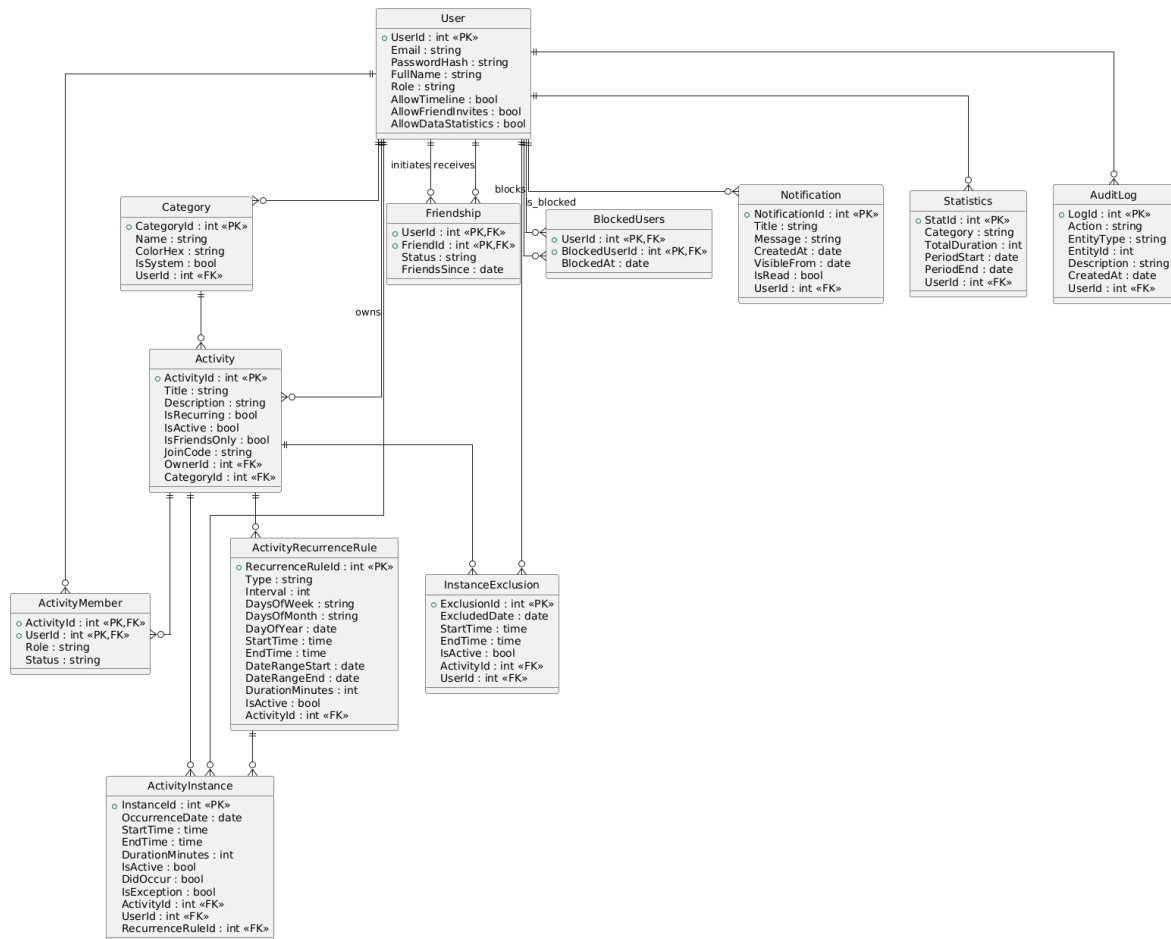 User
UserId : int «PK»
Email : string
PasswordHash : string
FullName : string
Role : string
AllowTimeline : bool
AllowFriendInvites : bool
AllowDataStatistics : bool
initiates
receives
blocks
is_blocked
owns
Category
CategoryId : int «PK»
Name : string
ColorHex : string
IsSystem : bool
UserId : int «FK»
Friendship
UserId : int «PK,FK»
FriendId : int «PK,FK»
Status : string
FriendsSince : date
BlockedUsers
UserId : int «PK,FK»
BlockedUserId : int «PK,FK»
BlockedAt : date
Notification
NotificationId : int «PK»
Title : string
Message : string
CreatedAt : date
VisibleFrom : date
IsRead : bool
UserId : int «FK»
Statistics
StatId : int «PK»
Category : string
TotalDuration : int
PeriodStart : date
PeriodEnd : date
UserId : int «FK»
AuditLog
LogId : int «PK»
Action : string
EntityType : string
EntityId : int
Description : string
CreatedAt : date
UserId : int «FK»
Activity
ActivityId : int «PK»
Title : string
Description : string
IsRecurring : bool
IsActive : bool
IsFriendsOnly : bool
JoinCode : string
OwnerId : int «FK»
CategoryId : int «FK»
ActivityMember
ActivityId : int «PK,FK»
UserId : int «PK,FK»
Role : string
Status : string
ActivityRecurrenceRule
RecurrenceRuleId : int «PK»
Type : string
Interval : int
DaysOfWeek : string
DaysOfMonth : string
DayOfYear : date
StartTime : time
EndTime : time
DateRangeStart : date
DateRangeEnd : date
DurationMinutes : int
IsActive : bool
ActivityId : int «FK»
InstanceExclusion
ExclusionId : int «PK»
ExcludedDate : date
StartTime : time
EndTime : time
IsActive : bool
ActivityId : int «FK»
UserId : int «FK»
ActivityInstance
InstanceId : int «PK»
OccurrenceDate : date
StartTime : time
EndTime : time
DurationMinutes : int
IsActive : bool
DidOccur : bool
IsException : bool
ActivityId : int «FK»
UserId : int «FK»
RecurrenceRuleId : int «FK»